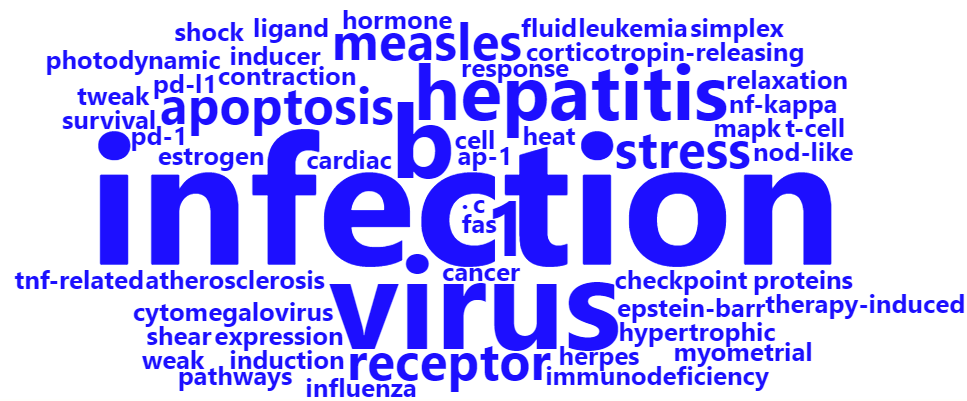 hormone
shock ligand measles fluid leukemia simplex
photodynamic inducer corticotropin-releasing
pd-l1 contraction response relaxation
tweak apoptosis hepatitis nf-kappa
survival pd-1 b cell heat mapk t-cell
estrogen cardiac ap-1 stress nod-like
infection
. c
fas 1
tnf-related atherosclerosis cancer checkpoint proteins
cytomegalovirus virus epstein-barr therapy-induced
shear expression hypertrophic
weak induction receptor herpes myometrial
pathways influenza immunodeficiency